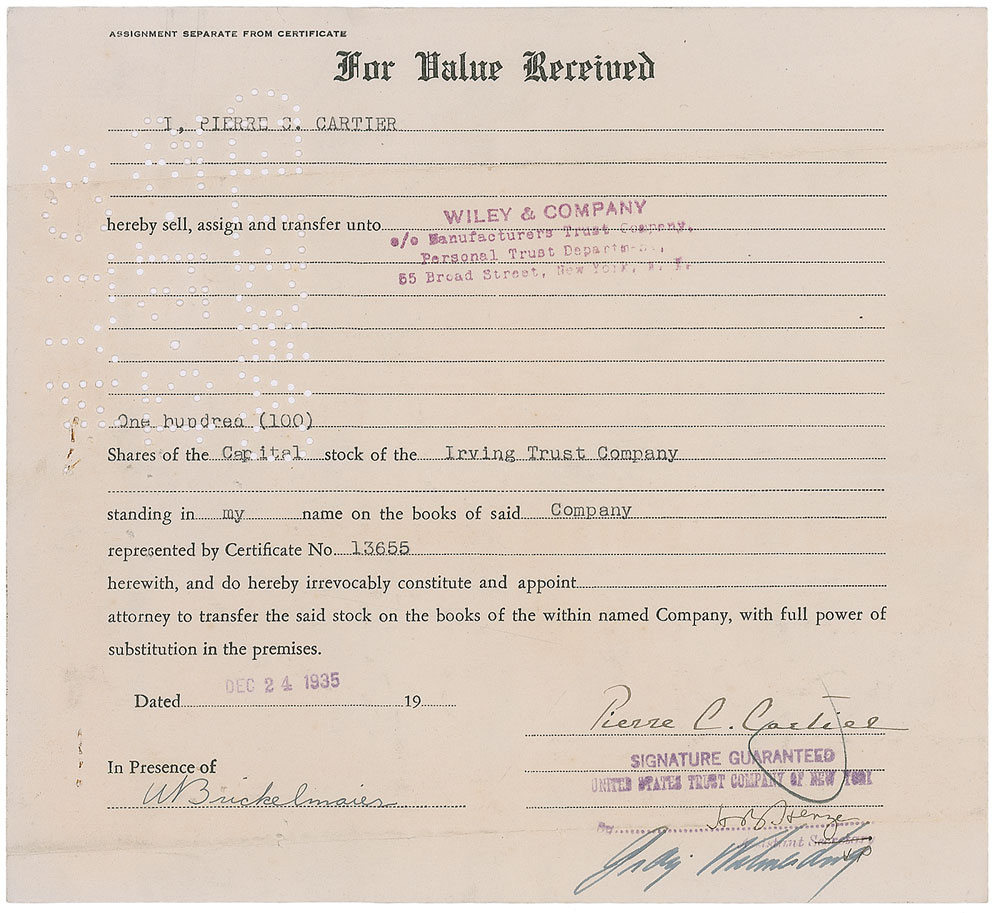 ASSIGNMENT SEPARATE FROM CERTIFICATE
For Value Received
I, PIERRE C. CARTIER
hereby sell, assign and transfer unto
WILEY & COMPANY
c/o Manufacturers Trust Company,
Personal Trust Department,
55 Broad Street, New York, N. Y.
One hundred (100)
Shares of the Capital stock of the Irving Trust Company
standing in my name on the books of said Company
represented by Certificate No. 13655
herewith, and do hereby irrevocably constitute and appoint
attorney to transfer the said stock on the books of the within named Company, with full power of
substitution in the premises.
Dated DEC 24 1935 19
Pierre C. Cartier
SIGNATURE GUARANTEED
UNITED STATES TRUST COMPANY OF NEW YORK
In Presence of
W Brickelmaier
By
Assistant Secretary